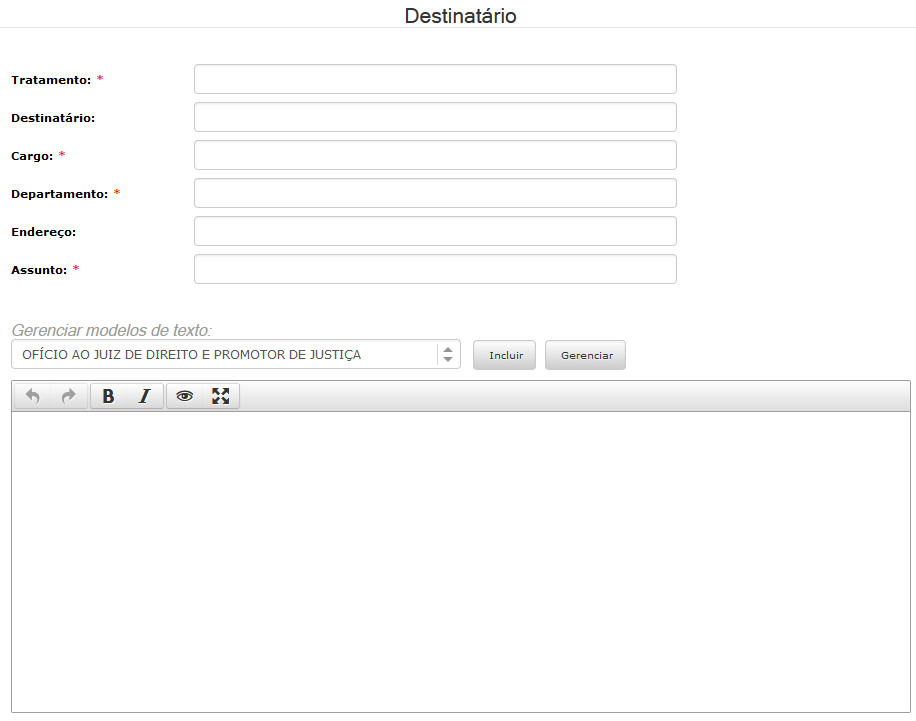 Destinatário
Tratamento: *
Destinatário:
Cargo: *
Departamento: *
Endereço:
Assunto: *
Gerenciar modelos de texto:
OFÍCIO AO JUIZ DE DIREITO E PROMOTOR DE JUSTIÇA
Incluir
Gerenciar
B I